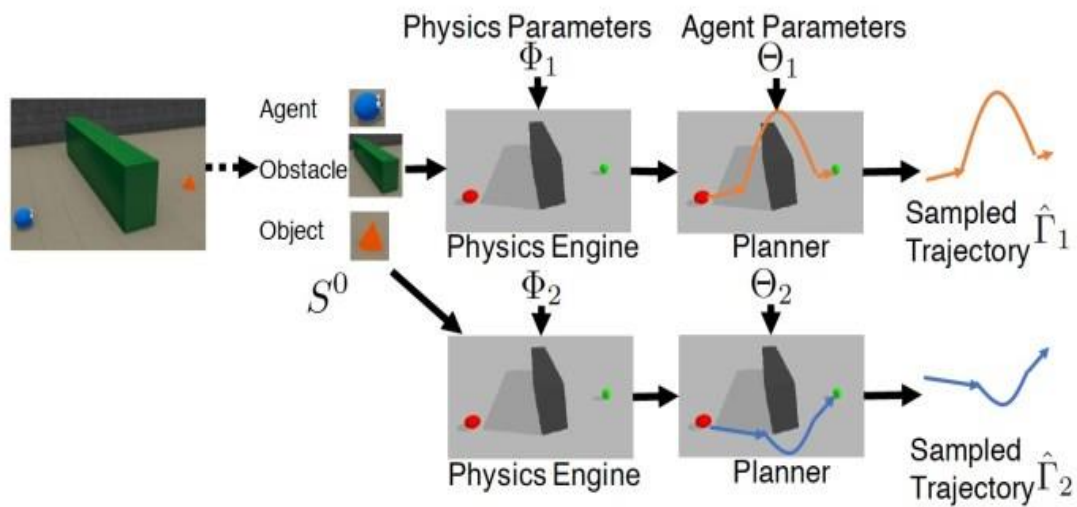 Physics Parameters Agent Parameters
Φ₁ Θ₁
Agent
Obstacle
Object
Physics Engine Planner Sampled
Trajectory Γ̂₁
S⁰
Φ₂ Θ₂
Physics Engine Planner Sampled
Trajectory Γ̂₂